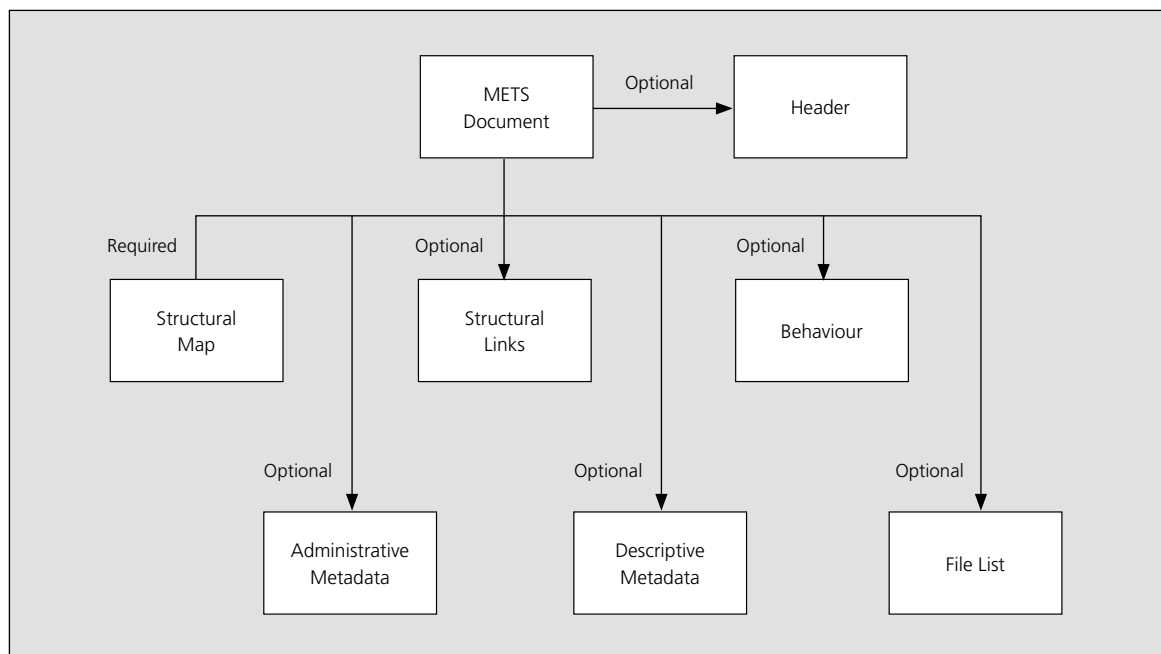 METS
Document
Optional
Header
Required
Optional
Optional
Structural
Map
Structural
Links
Behaviour
Optional
Optional
Optional
Administrative
Metadata
Descriptive
Metadata
File List